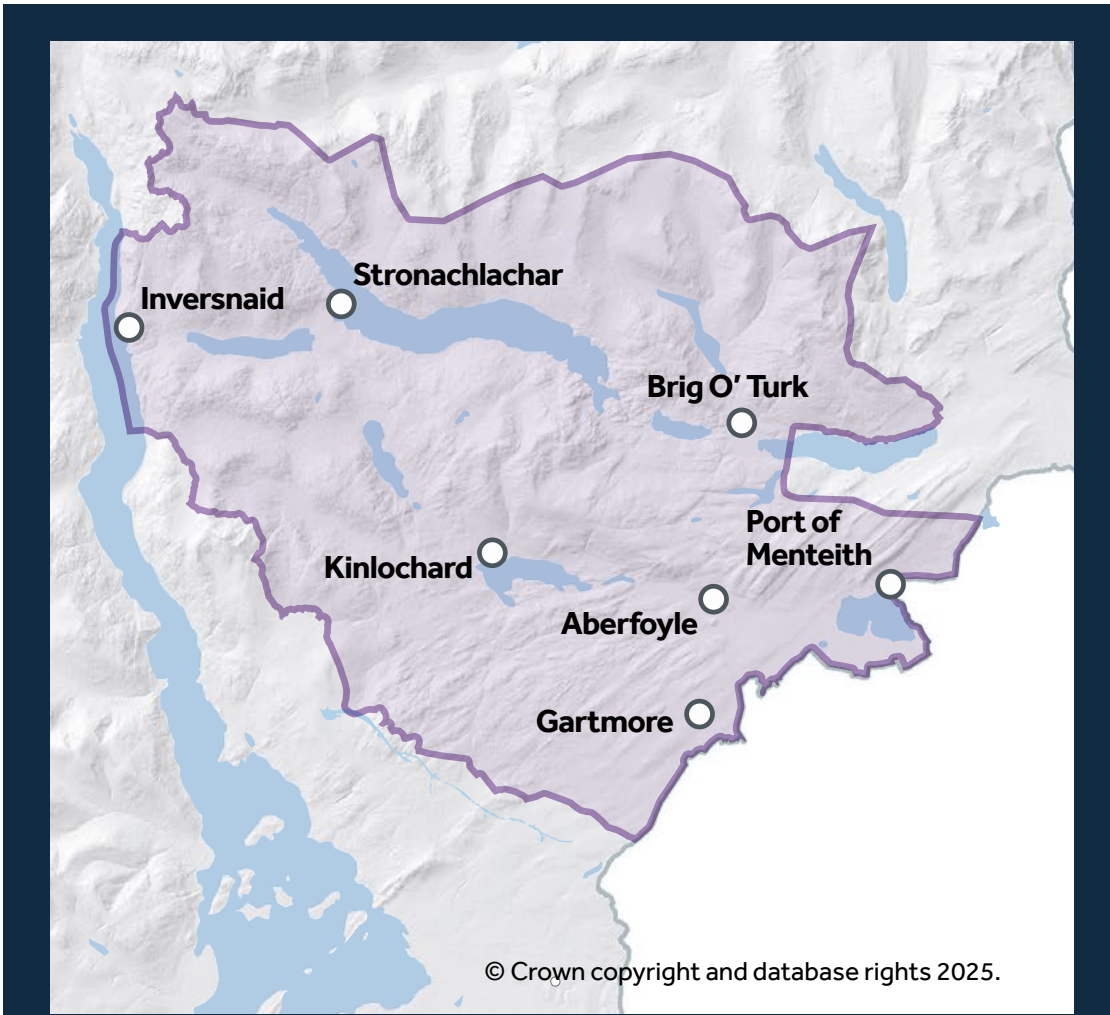 Stronachlachar
Inversnaid
Brig O’ Turk
Port of
Menteith
Kinlochard
Aberfoyle
Gartmore
© Crown copyright and database rights 2025.